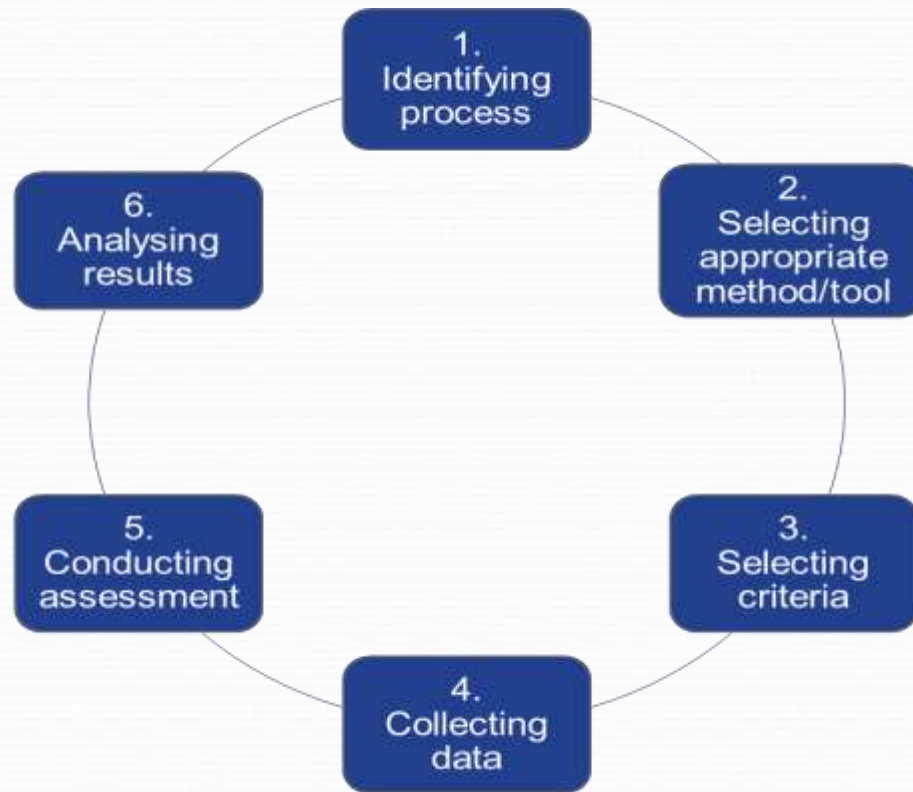 1.
Identifying
process
2.
Selecting
appropriate
method/tool
3.
Selecting
criteria
4.
Collecting
data
5.
Conducting
assessment
6.
Analysing
results